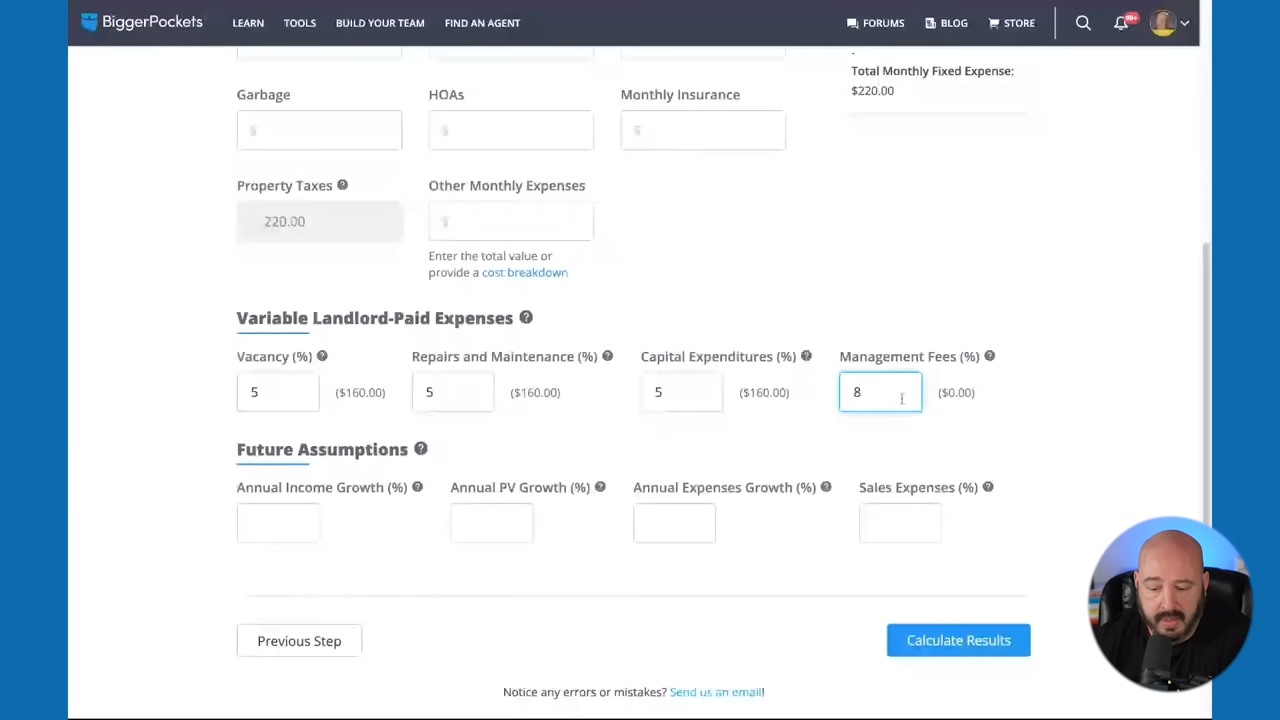 BiggerPockets LEARN TOOLS BUILD YOUR TEAM FIND AN AGENT FORUMS BLOG STORE 99+
-
Total Monthly Fixed Expense:
$220.00
Garbage HOAs Monthly Insurance
$ $ $
Property Taxes Other Monthly Expenses
220.00 $
Enter the total value or
provide a cost breakdown
Variable Landlord-Paid Expenses
Vacancy (%) Repairs and Maintenance (%) Capital Expenditures (%) Management Fees (%)
5 ($160.00) 5 ($160.00) 5 ($160.00) 8 ($0.00)
Future Assumptions
Annual Income Growth (%) Annual PV Growth (%) Annual Expenses Growth (%) Sales Expenses (%)
Previous Step Calculate Results
Notice any errors or mistakes? Send us an email!